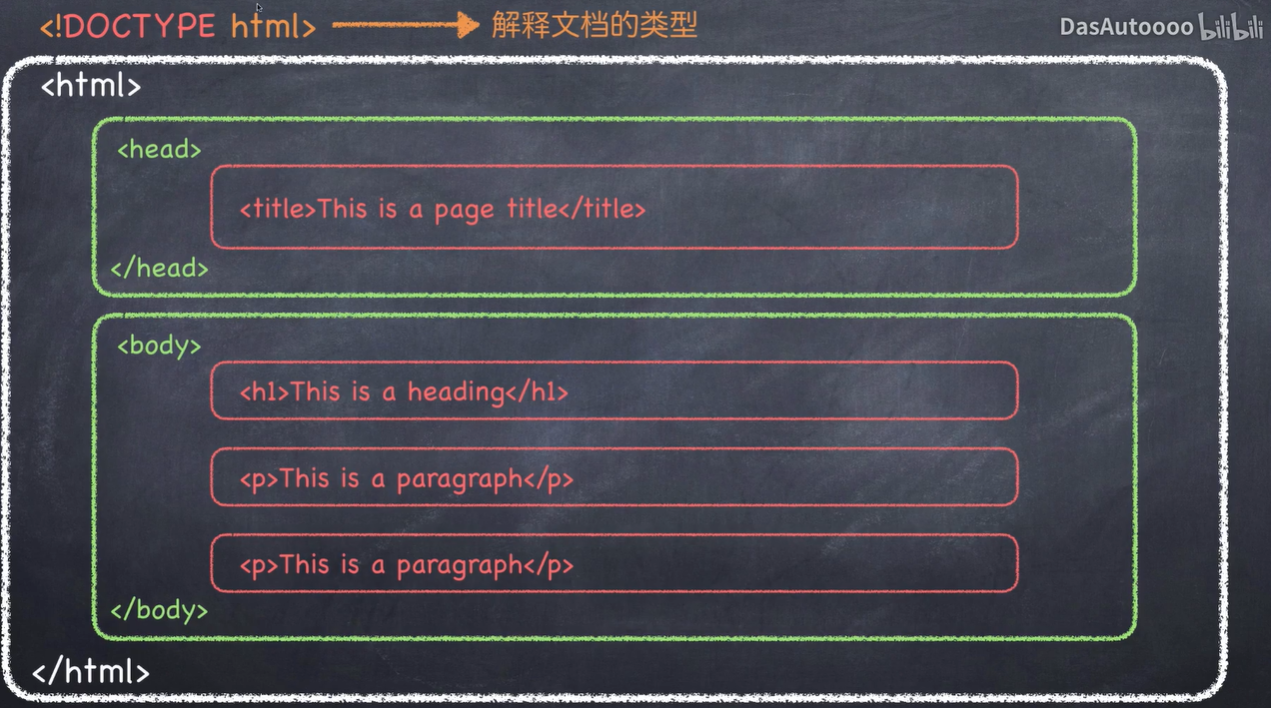 <!DOCTYPE html> 解释文档的类型
DasAutoooo bilibili
<html>
<head>
<title>This is a page title</title>
</head>
<body>
<h1>This is a heading</h1>
<p>This is a paragraph</p>
<p>This is a paragraph</p>
</body>
</html>